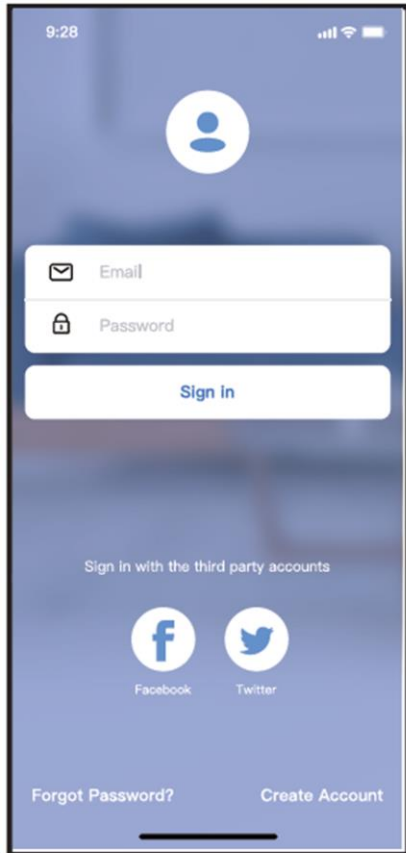 9:28
Email
Password
Sign in
Sign in with the third party accounts
Facebook Twitter
Forgot Password? Create Account